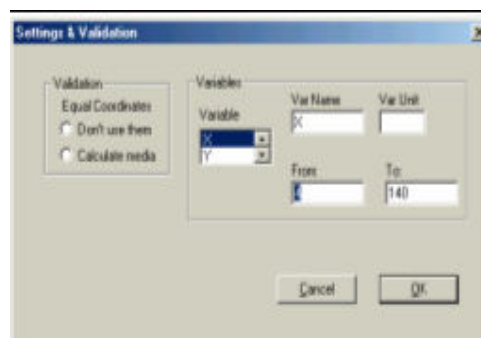 Settings & Validation
Validation
Equal Coordinates
Don't use them
Calculate media
Variables
Variable
X
Y
Var Name
X
Var Unit
From:
4
To:
140
Cancel
OK